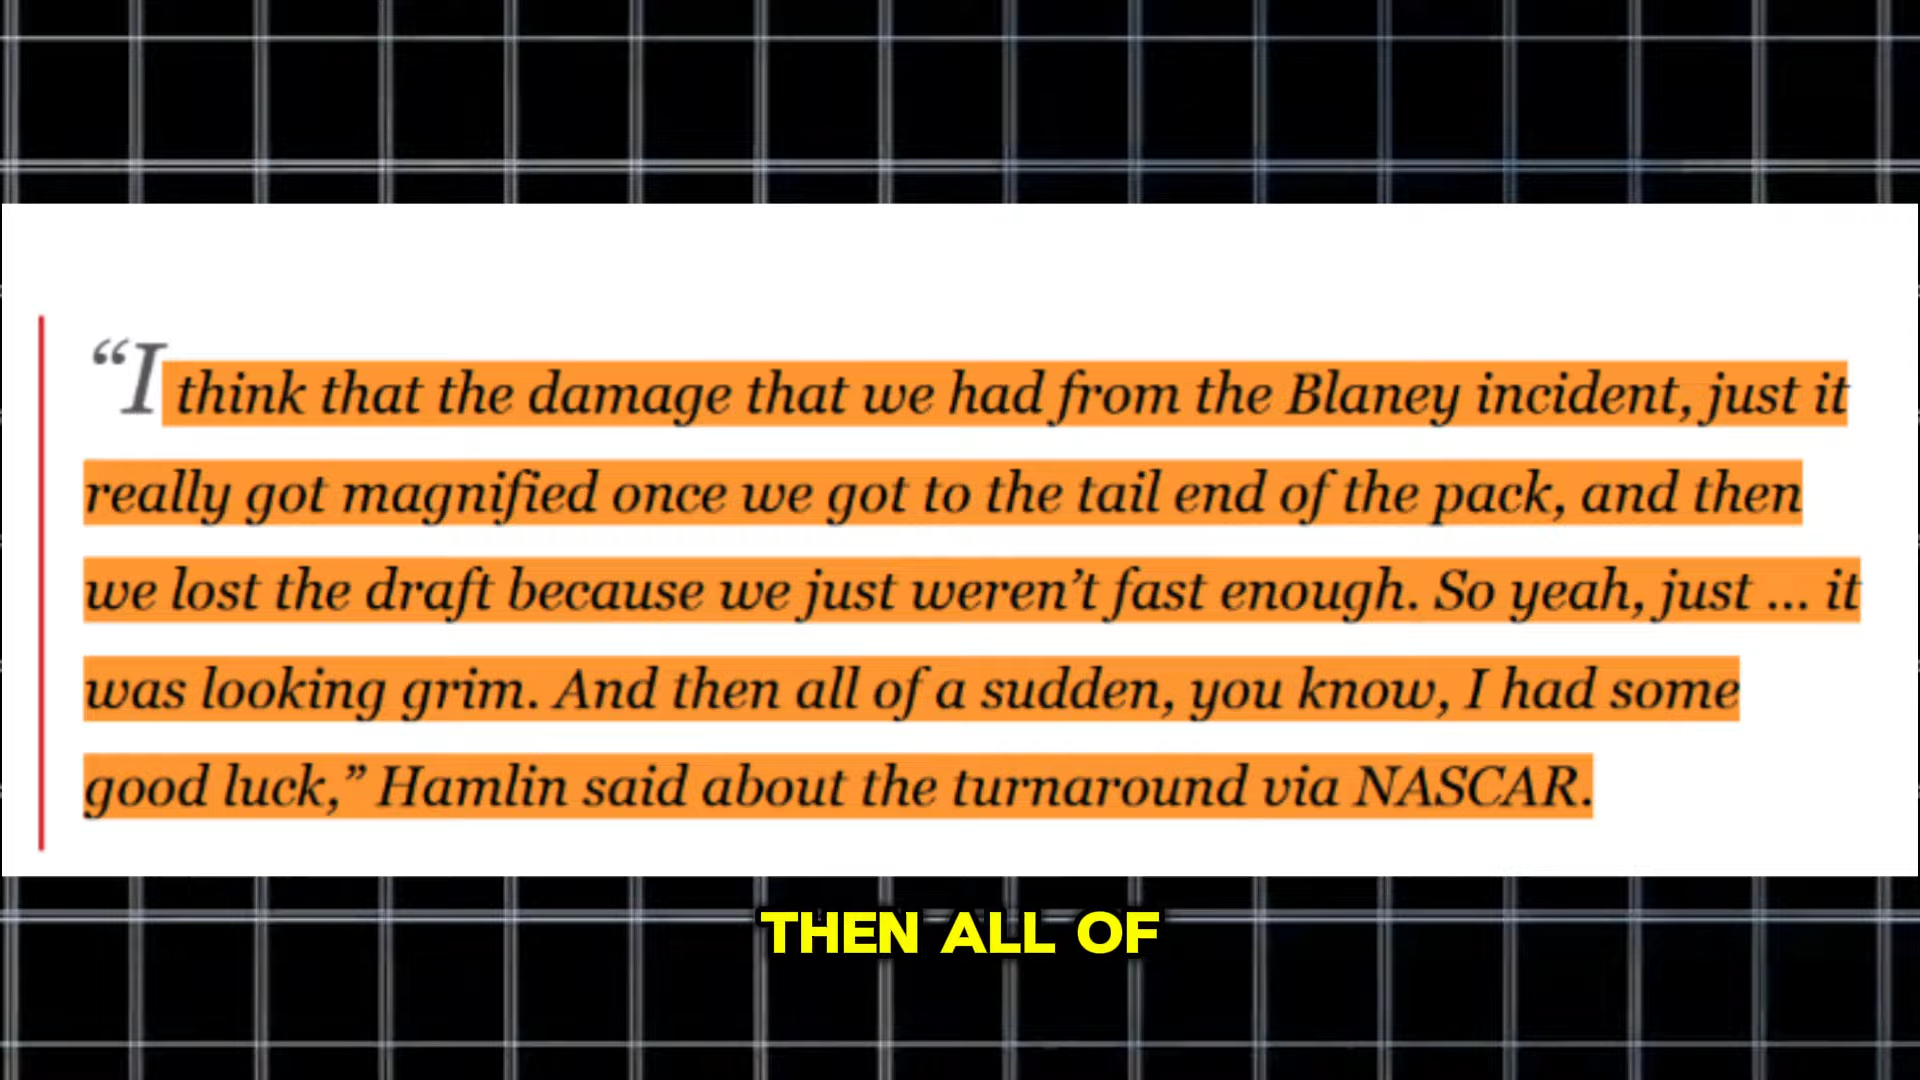 “I think that the damage that we had from the Blaney incident, just it
really got magnified once we got to the tail end of the pack, and then
we lost the draft because we just weren’t fast enough. So yeah, just ... it
was looking grim. And then all of a sudden, you know, I had some
good luck,” Hamlin said about the turnaround via NASCAR.
THEN ALL OF